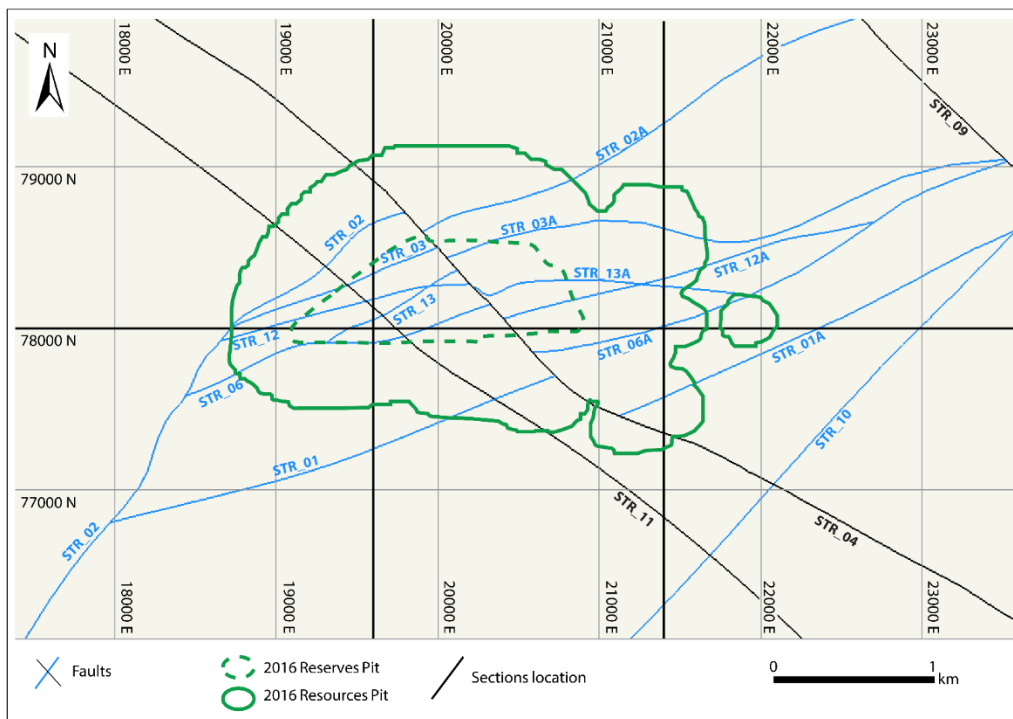 N
18000 E
19000 E
20000 E
21000 E
22000 E
23000 E
STR_09
STR_02A
79000 N
STR_02
STR_03
STR_03A
STR_12A
STR_13A
STR_13
78000 N
STR_12
STR_06A
STR_01A
STR_06
STR_10
STR_01
77000 N
STR_11
STR_02
STR_04
18000 E
19000 E
20000 E
21000 E
22000 E
23000 E
Faults
2016 Reserves Pit
2016 Resources Pit
Sections location
0 1
km